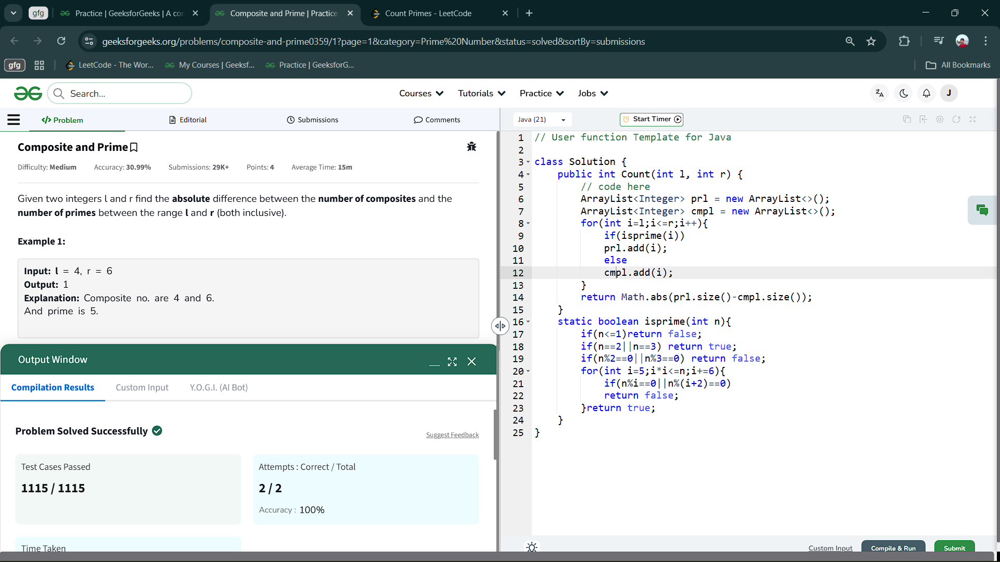 gfg
Practice | GeeksforGeeks | A co
Composite and Prime | Practice
Count Primes - LeetCode
geeksforgeeks.org/problems/composite-and-prime0359/1?page=1&category=Prime%20Number&status=solved&sortBy=submissions
gfg
LeetCode - The Wor...
My Courses | Geeksf...
Practice | GeeksforG...
All Bookmarks
Search...
Courses
Tutorials
Practice
Jobs
J
Problem
Editorial
Submissions
Comments
Java (21)
Start Timer
Composite and Prime
Difficulty: Medium Accuracy: 30.99% Submissions: 29K+ Points: 4 Average Time: 15m
Given two integers l and r find the absolute difference between the number of composites and the
number of primes between the range l and r (both inclusive).
Example 1:
Input: l = 4, r = 6
Output: 1
Explanation: Composite no. are 4 and 6.
And prime is 5.
Output Window
Compilation Results
Custom Input
Y.O.G.I. (AI Bot)
Problem Solved Successfully
Suggest Feedback
Test Cases Passed
1115 / 1115
Attempts : Correct / Total
2 / 2
Accuracy : 100%
Time Taken
1 // User function Template for Java
2
3 class Solution {
4 public int Count(int l, int r) {
5 // code here
6 ArrayList<Integer> prl = new ArrayList<>();
7 ArrayList<Integer> cmpl = new ArrayList<>();
8 for(int i=l;i<=r;i++){
9 if(isprime(i))
10 prl.add(i);
11 else
12 cmpl.add(i);
13 }
14 return Math.abs(prl.size()-cmpl.size());
15 }
16 static boolean isprime(int n){
17 if(n<=1)return false;
18 if(n==2||n==3) return true;
19 if(n%2==0||n%3==0) return false;
20 for(int i=5;i*i<=n;i+=6){
21 if(n%i==0||n%(i+2)==0)
22 return false;
23 }return true;
24 }
25 }
Custom Input
Compile & Run
Submit